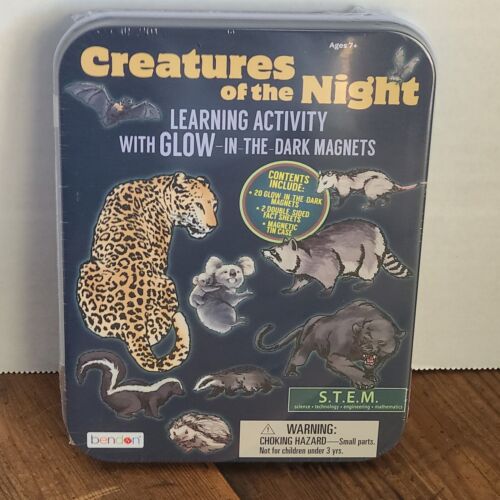 Ages 7+
Creatures
of the Night
LEARNING ACTIVITY
WITH GLOW-IN-THE-DARK MAGNETS
CONTENTS
INCLUDE:
• 20 GLOW IN THE DARK
MAGNETS
• 2 DOUBLE SIDED
FACT SHEETS
• MAGNETIC
TIN CASE
S.T.E.M.
science • technology • engineering • mathematics
bendon
WARNING:
CHOKING HAZARD—Small parts.
Not for children under 3 yrs.